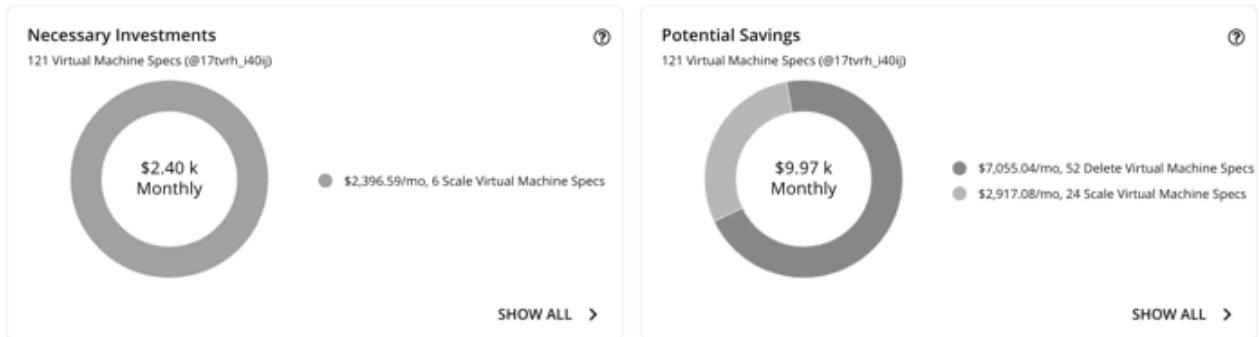 Necessary Investments
121 Virtual Machine Specs (@17tvrh_i40ij)
$2.40 k
Monthly
$2,396.59/mo, 6 Scale Virtual Machine Specs
SHOW ALL
Potential Savings
121 Virtual Machine Specs (@17tvrh_i40ij)
$9.97 k
Monthly
$7,055.04/mo, 52 Delete Virtual Machine Specs
$2,917.08/mo, 24 Scale Virtual Machine Specs
SHOW ALL